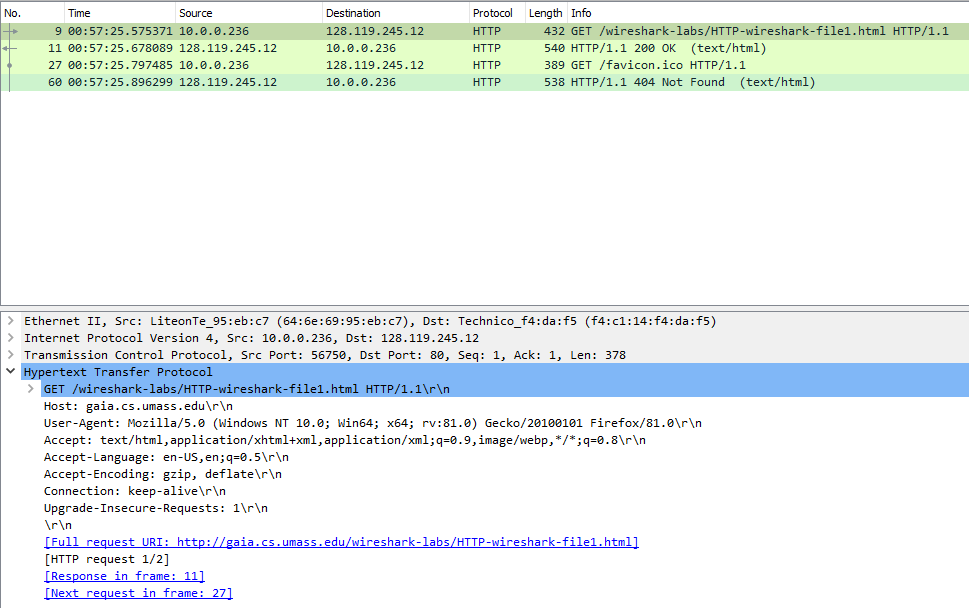 No. Time Source Destination Protocol Length Info
9 00:57:25.575371 10.0.0.236 128.119.245.12 HTTP 432 GET /wireshark-labs/HTTP-wireshark-file1.html HTTP/1.1
11 00:57:25.678089 128.119.245.12 10.0.0.236 HTTP 540 HTTP/1.1 200 OK  (text/html)
27 00:57:25.797485 10.0.0.236 128.119.245.12 HTTP 389 GET /favicon.ico HTTP/1.1
60 00:57:25.896299 128.119.245.12 10.0.0.236 HTTP 538 HTTP/1.1 404 Not Found  (text/html)
Ethernet II, Src: LiteonTe_95:eb:c7 (64:6e:69:95:eb:c7), Dst: Technico_f4:da:f5 (f4:c1:14:f4:da:f5)
Internet Protocol Version 4, Src: 10.0.0.236, Dst: 128.119.245.12
Transmission Control Protocol, Src Port: 56750, Dst Port: 80, Seq: 1, Ack: 1, Len: 378
Hypertext Transfer Protocol
GET /wireshark-labs/HTTP-wireshark-file1.html HTTP/1.1\r\n
Host: gaia.cs.umass.edu\r\n
User-Agent: Mozilla/5.0 (Windows NT 10.0; Win64; x64; rv:81.0) Gecko/20100101 Firefox/81.0\r\n
Accept: text/html,application/xhtml+xml,application/xml;q=0.9,image/webp,*/*;q=0.8\r\n
Accept-Language: en-US,en;q=0.5\r\n
Accept-Encoding: gzip, deflate\r\n
Connection: keep-alive\r\n
Upgrade-Insecure-Requests: 1\r\n
\r\n
[Full request URI: http://gaia.cs.umass.edu/wireshark-labs/HTTP-wireshark-file1.html]
[HTTP request 1/2]
[Response in frame: 11]
[Next request in frame: 27]